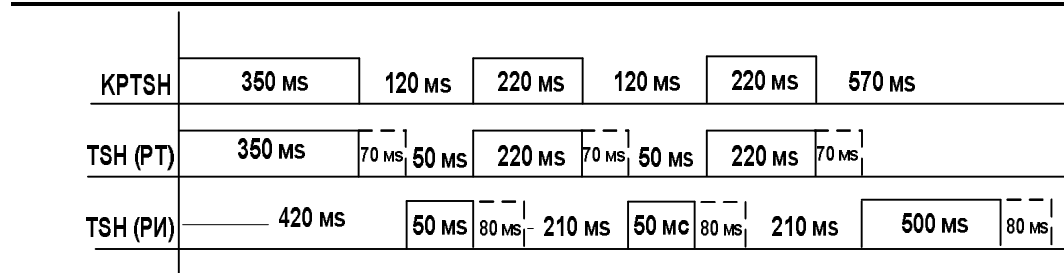 KPTSH 350 MS 120 MS 220 MS 120 MS 220 MS 570 MS
TSH (PT) 350 MS 70 MS 50 MS 220 MS 70 MS 50 MS 220 MS 70 MS
TSH (РИ) 420 MS 50 MS 80 MS 210 MS 50 МС 80 MS 210 MS 500 MS 80 MS